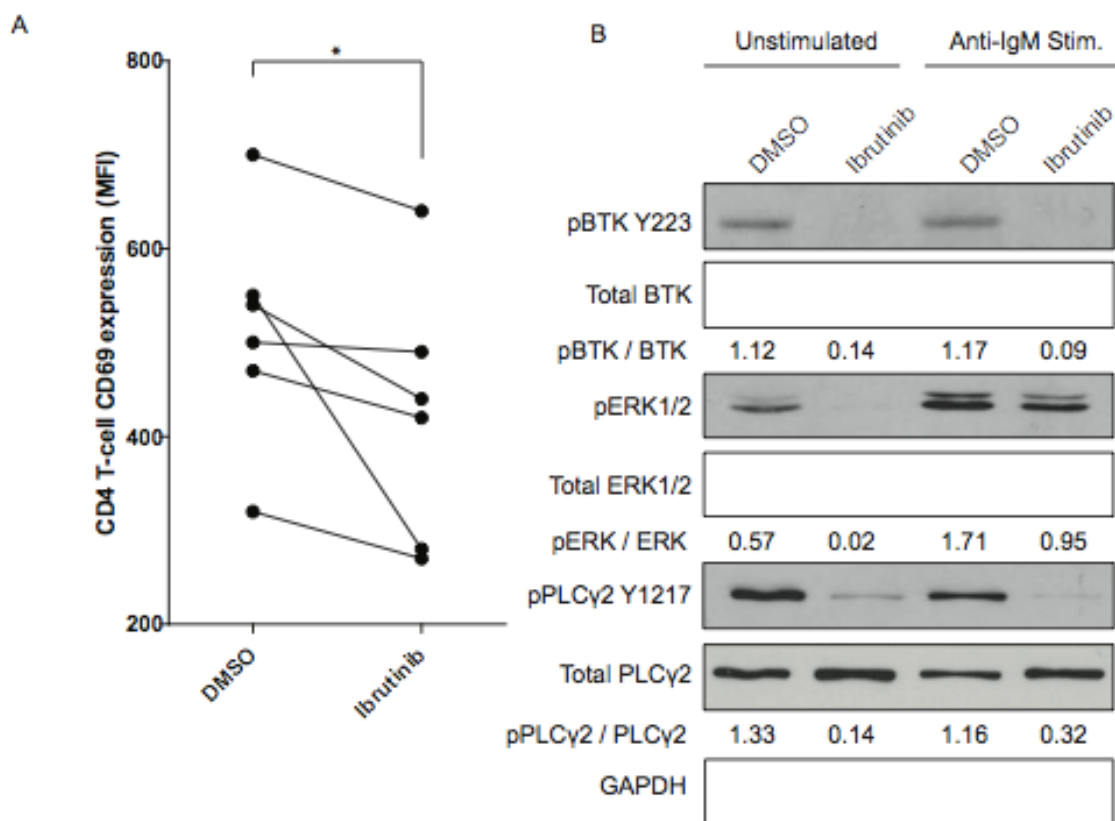 A
*
800
600
400
200
CD4 T-cell CD69 expression (MFI)
DMSO
Ibrutinib
B
Unstimulated Anti-IgM Stim.
DMSO Ibrutinib DMSO Ibrutinib
pBTK Y223
Total BTK
pBTK / BTK 1.12 0.14 1.17 0.09
pERK1/2
Total ERK1/2
pERK / ERK 0.57 0.02 1.71 0.95
pPLCγ2 Y1217
Total PLCγ2
pPLCγ2 / PLCγ2 1.33 0.14 1.16 0.32
GAPDH